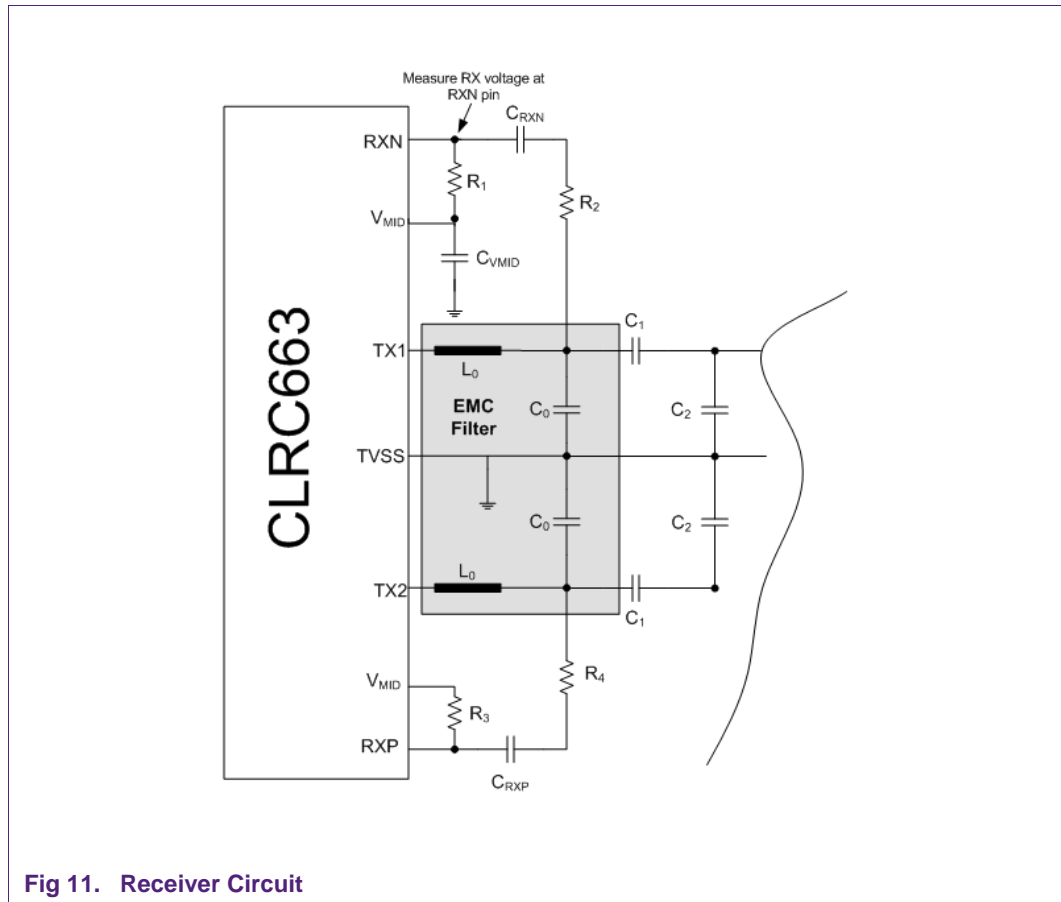 Measure RX voltage at
RXN pin
CRXN
RXN
R1
R2
VMID
CVMID
CLRC663
TX1
L0
C1
EMC
Filter
C0
C2
TVSS
C0
C2
L0
TX2
C1
R4
VMID
R3
RXP
CRXP
Fig 11. Receiver Circuit